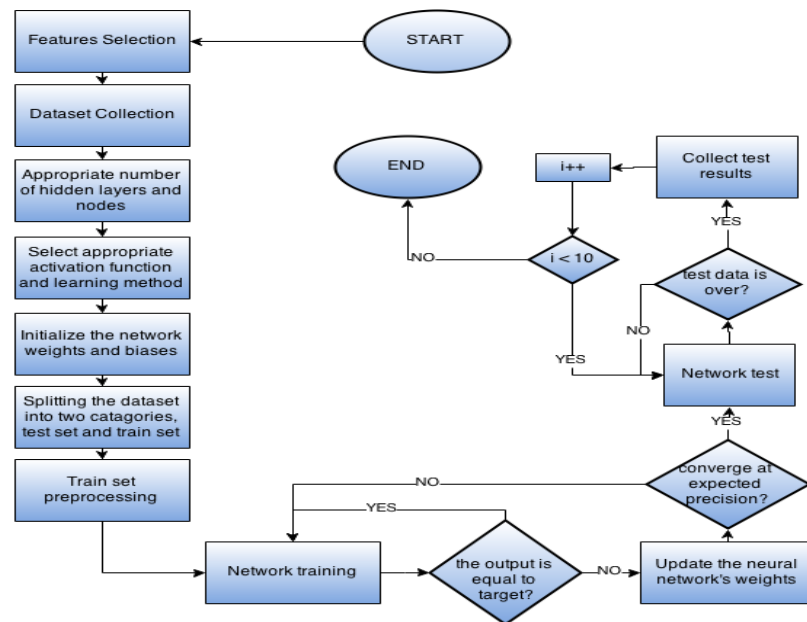 START
Features Selection
Dataset Collection
Appropriate number
of hidden layers and
nodes
Select appropriate
activation function
and learning method
Initialize the network
weights and biases
Splitting the dataset
into two catagories,
test set and train set
Train set
preprocessing
Network training
the output is
equal to
target?
YES
NO
Update the neural
network's weights
converge at
expected
precision?
NO
YES
Network test
test data is
over?
NO
YES
Collect test
results
i++
i < 10
YES
NO
END